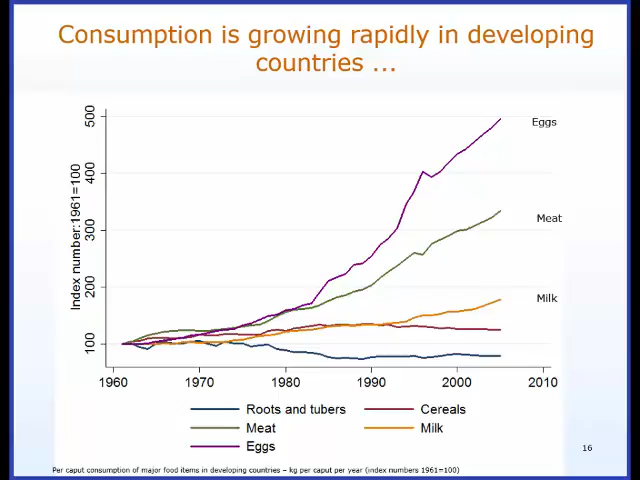 Consumption is growing rapidly in developing
countries ...
Index number:1961=100
500
400
300
200
100
Eggs
Meat
Milk
1960 1970 1980 1990 2000 2010
Roots and tubers Cereals
Meat Milk
Eggs
16
Per caput consumption of major food items in developing countries – kg per caput per year (index numbers 1961=100)